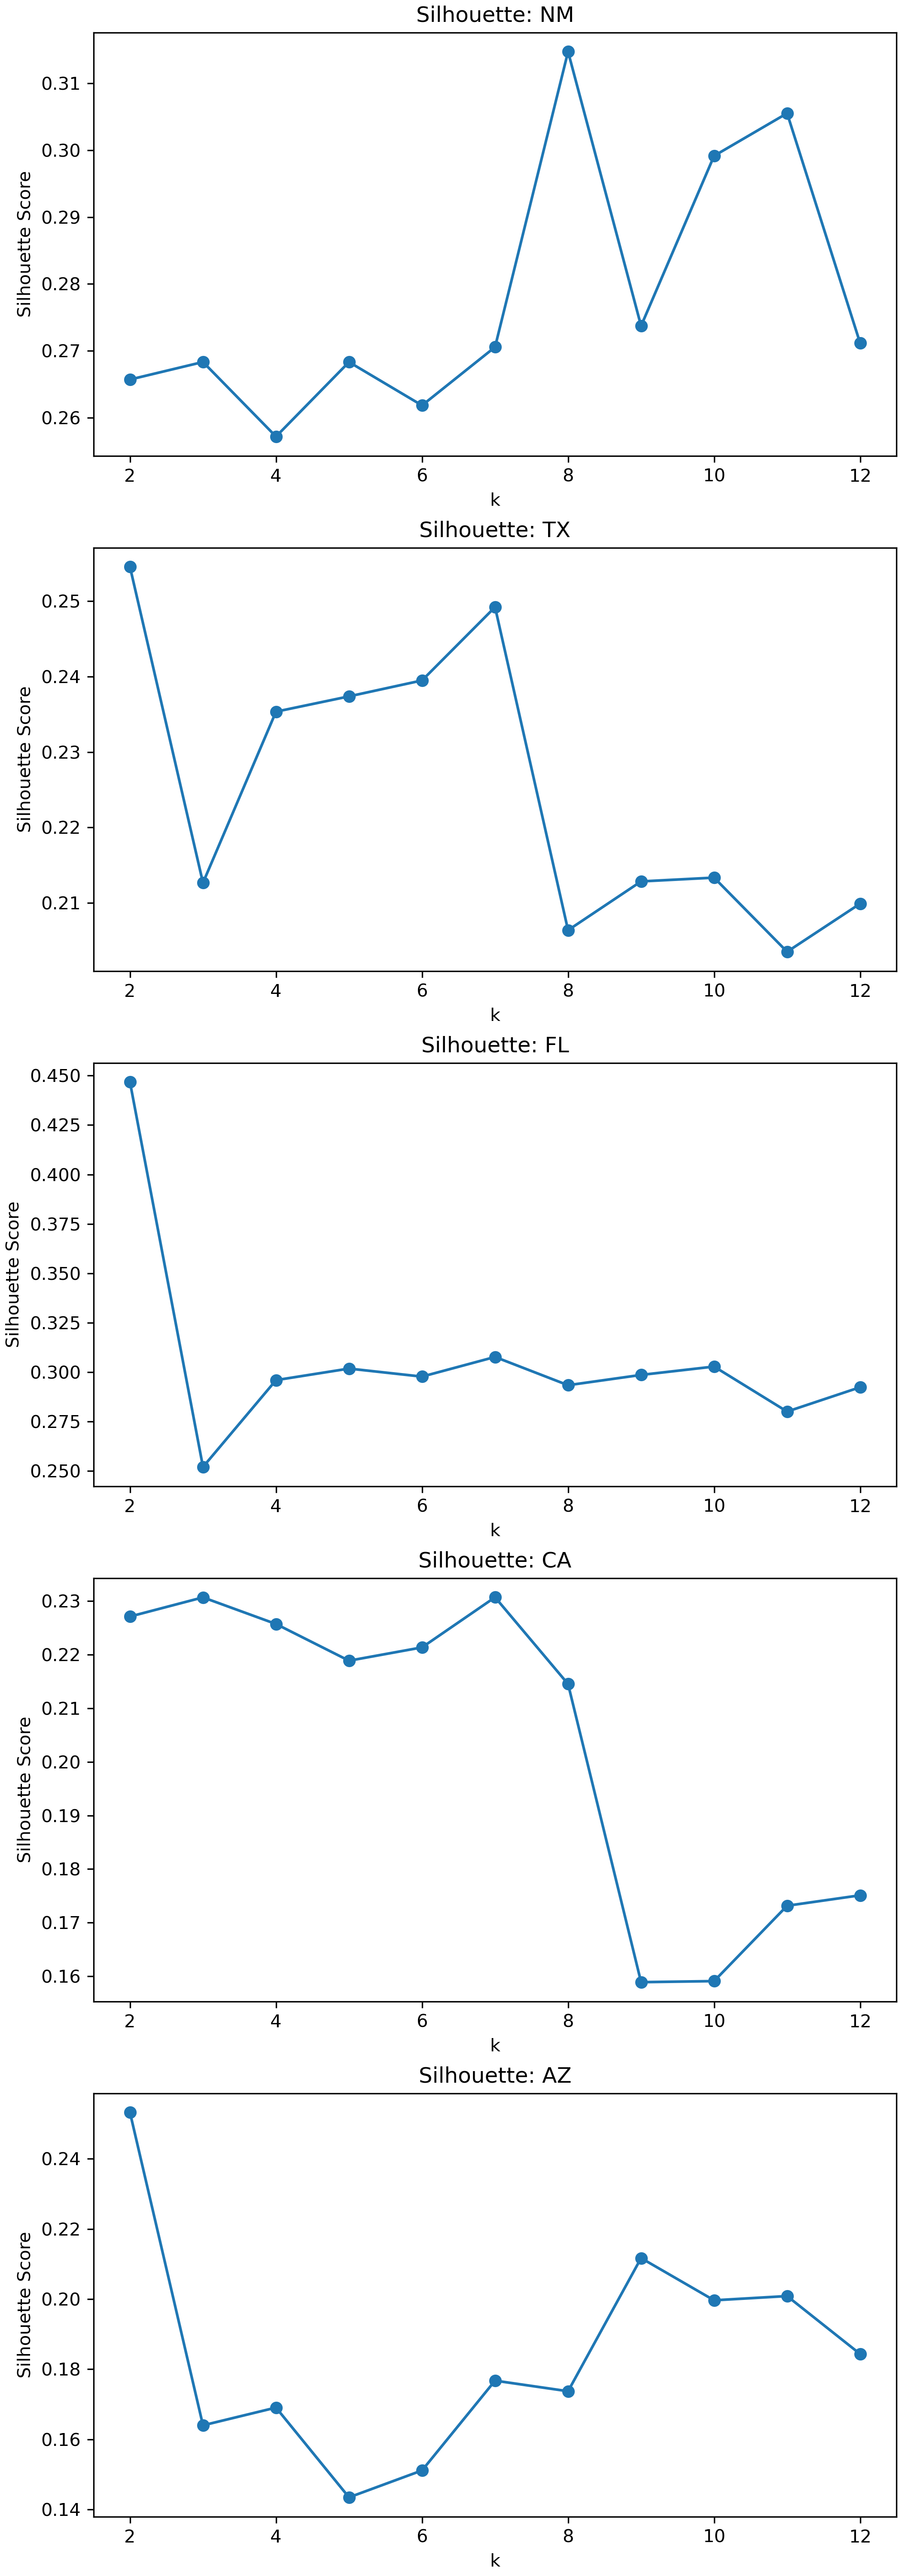 Silhouette: NM
Silhouette Score
0.31
0.30
0.29
0.28
0.27
0.26
2 4 6 8 10 12
k
Silhouette: TX
Silhouette Score
0.25
0.24
0.23
0.22
0.21
2 4 6 8 10 12
k
Silhouette: FL
Silhouette Score
0.450
0.425
0.400
0.375
0.350
0.325
0.300
0.275
0.250
2 4 6 8 10 12
k
Silhouette: CA
Silhouette Score
0.23
0.22
0.21
0.20
0.19
0.18
0.17
0.16
2 4 6 8 10 12
k
Silhouette: AZ
Silhouette Score
0.24
0.22
0.20
0.18
0.16
0.14
2 4 6 8 10 12
k